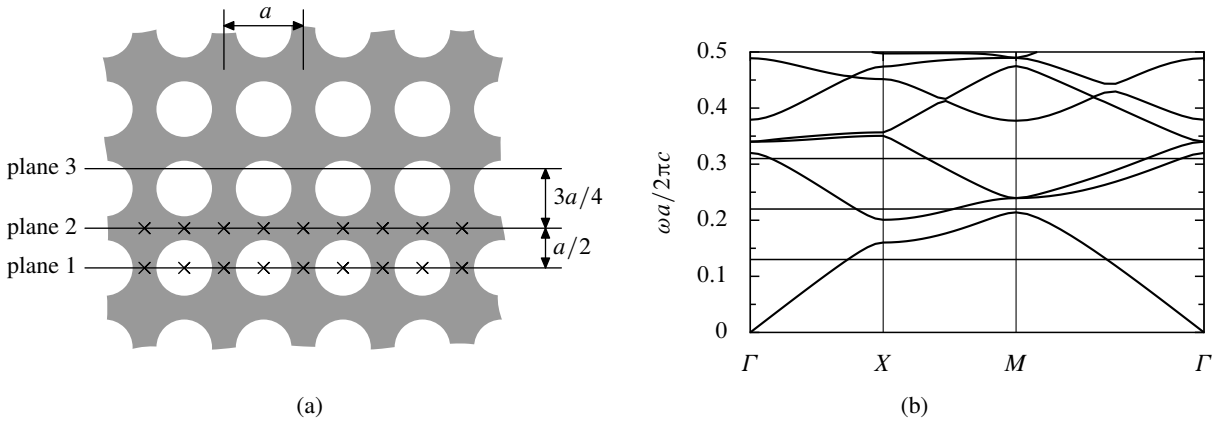 a
plane 3
3a/4
plane 2
a/2
plane 1
(a)
0.5
0.4
0.3
0.2
0.1
0
ωa/2πc
Γ
X
M
Γ
(b)